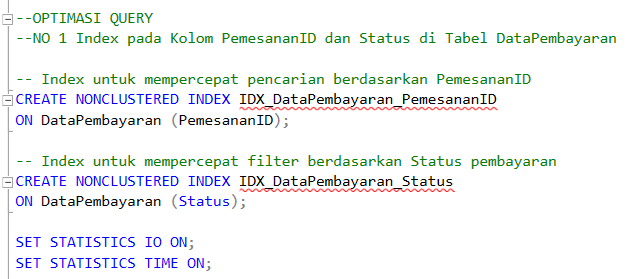 --OPTIMASI QUERY
--NO 1 Index pada Kolom PemesananID dan Status di Tabel DataPembayaran
-- Index untuk mempercepat pencarian berdasarkan PemesananID
CREATE NONCLUSTERED INDEX IDX_DataPembayaran_PemesananID
ON DataPembayaran (PemesananID);
-- Index untuk mempercepat filter berdasarkan Status pembayaran
CREATE NONCLUSTERED INDEX IDX_DataPembayaran_Status
ON DataPembayaran (Status);
SET STATISTICS IO ON;
SET STATISTICS TIME ON;